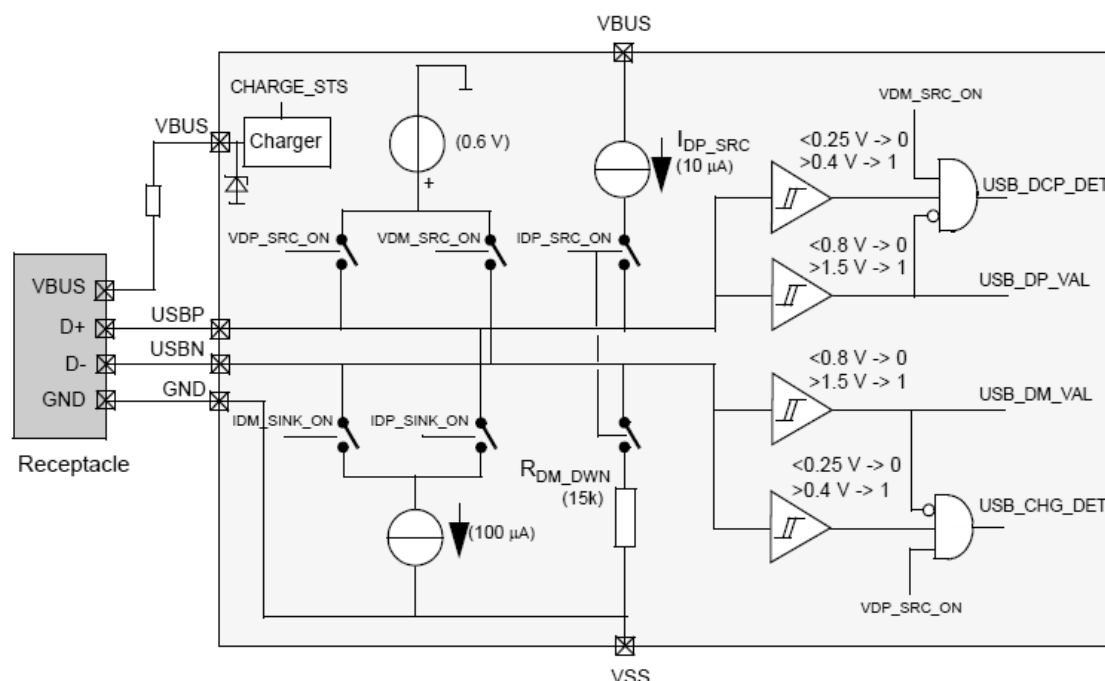 VBUS
CHARGE_STS
VBUS
Charger
(0.6 V)
+
I_DP_SRC
(10 µA)
VDM_SRC_ON
<0.25 V -> 0
>0.4 V -> 1
USB_DCP_DET
VDP_SRC_ON
VDM_SRC_ON
IDP_SRC_ON
<0.8 V -> 0
>1.5 V -> 1
USB_DP_VAL
VBUS
D+
D-
GND
Receptacle
USBP
USBN
GND
<0.8 V -> 0
>1.5 V -> 1
USB_DM_VAL
IDM_SINK_ON
IDP_SINK_ON
R_DM_DWN
(15k)
(100 µA)
<0.25 V -> 0
>0.4 V -> 1
USB_CHG_DET
VDP_SRC_ON
VSS